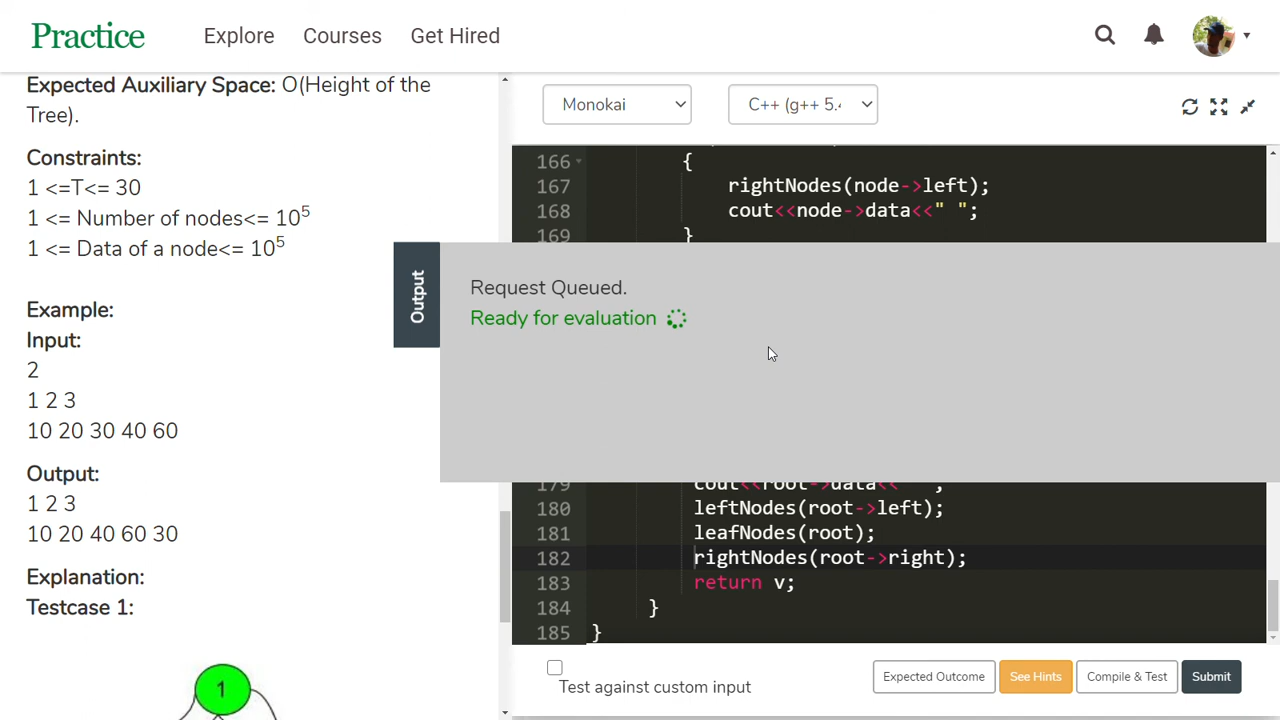 Practice Explore Courses Get Hired
Expected Auxiliary Space: O(Height of the
Tree).
Constraints:
1 <=T<= 30
1 <= Number of nodes<= 10⁵
1 <= Data of a node<= 10⁵
Example:
Input:
2
1 2 3
10 20 30 40 60
Output:
1 2 3
10 20 40 60 30
Explanation:
Testcase 1:
1
Monokai C++ (g++ 5.4
166 {
167 rightNodes(node->left);
168 cout<<node->data<<" ";
169 }
Output
Request Queued.
Ready for evaluation
179 cout<<root->data<<" ";
180 leftNodes(root->left);
181 leafNodes(root);
182 rightNodes(root->right);
183 return v;
184 }
185 }
Test against custom input
Expected Outcome See Hints Compile & Test Submit